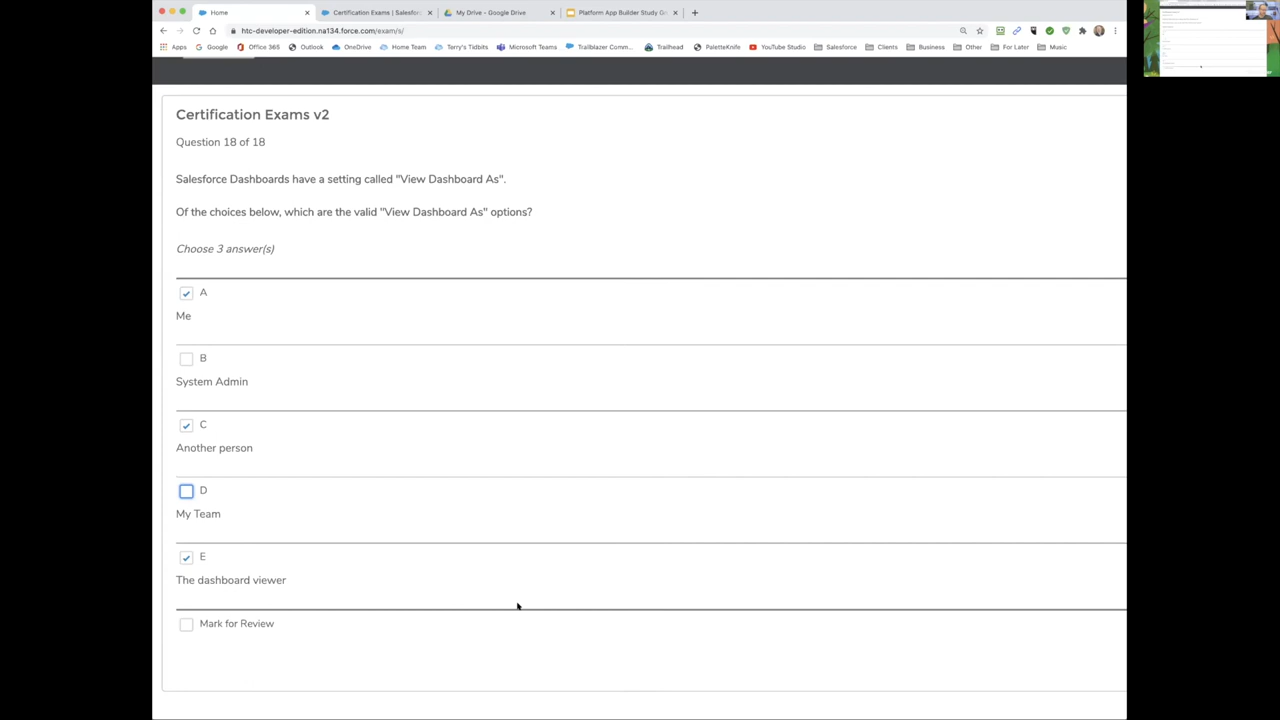 Home
Certification Exams | Salesfor
My Drive – Google Drive
Platform App Builder Study Gu
htc-developer-edition.na134.force.com/exam/s/
Apps
Google
Office 365
Outlook
OneDrive
Home Team
TerrysTidbits
Microsoft Teams
Trailblazer Comm...
Trailhead
PaletteKnife
YouTube Studio
Salesforce
Clients
Business
Other
For Later
Music
Certification Exams v2
Question 18 of 18
Salesforce Dashboards have a setting called "View Dashboard As".
Of the choices below, which are the valid "View Dashboard As" options?
Choose 3 answer(s)
A
Me
B
System Admin
C
Another person
D
My Team
E
The dashboard viewer
Mark for Review